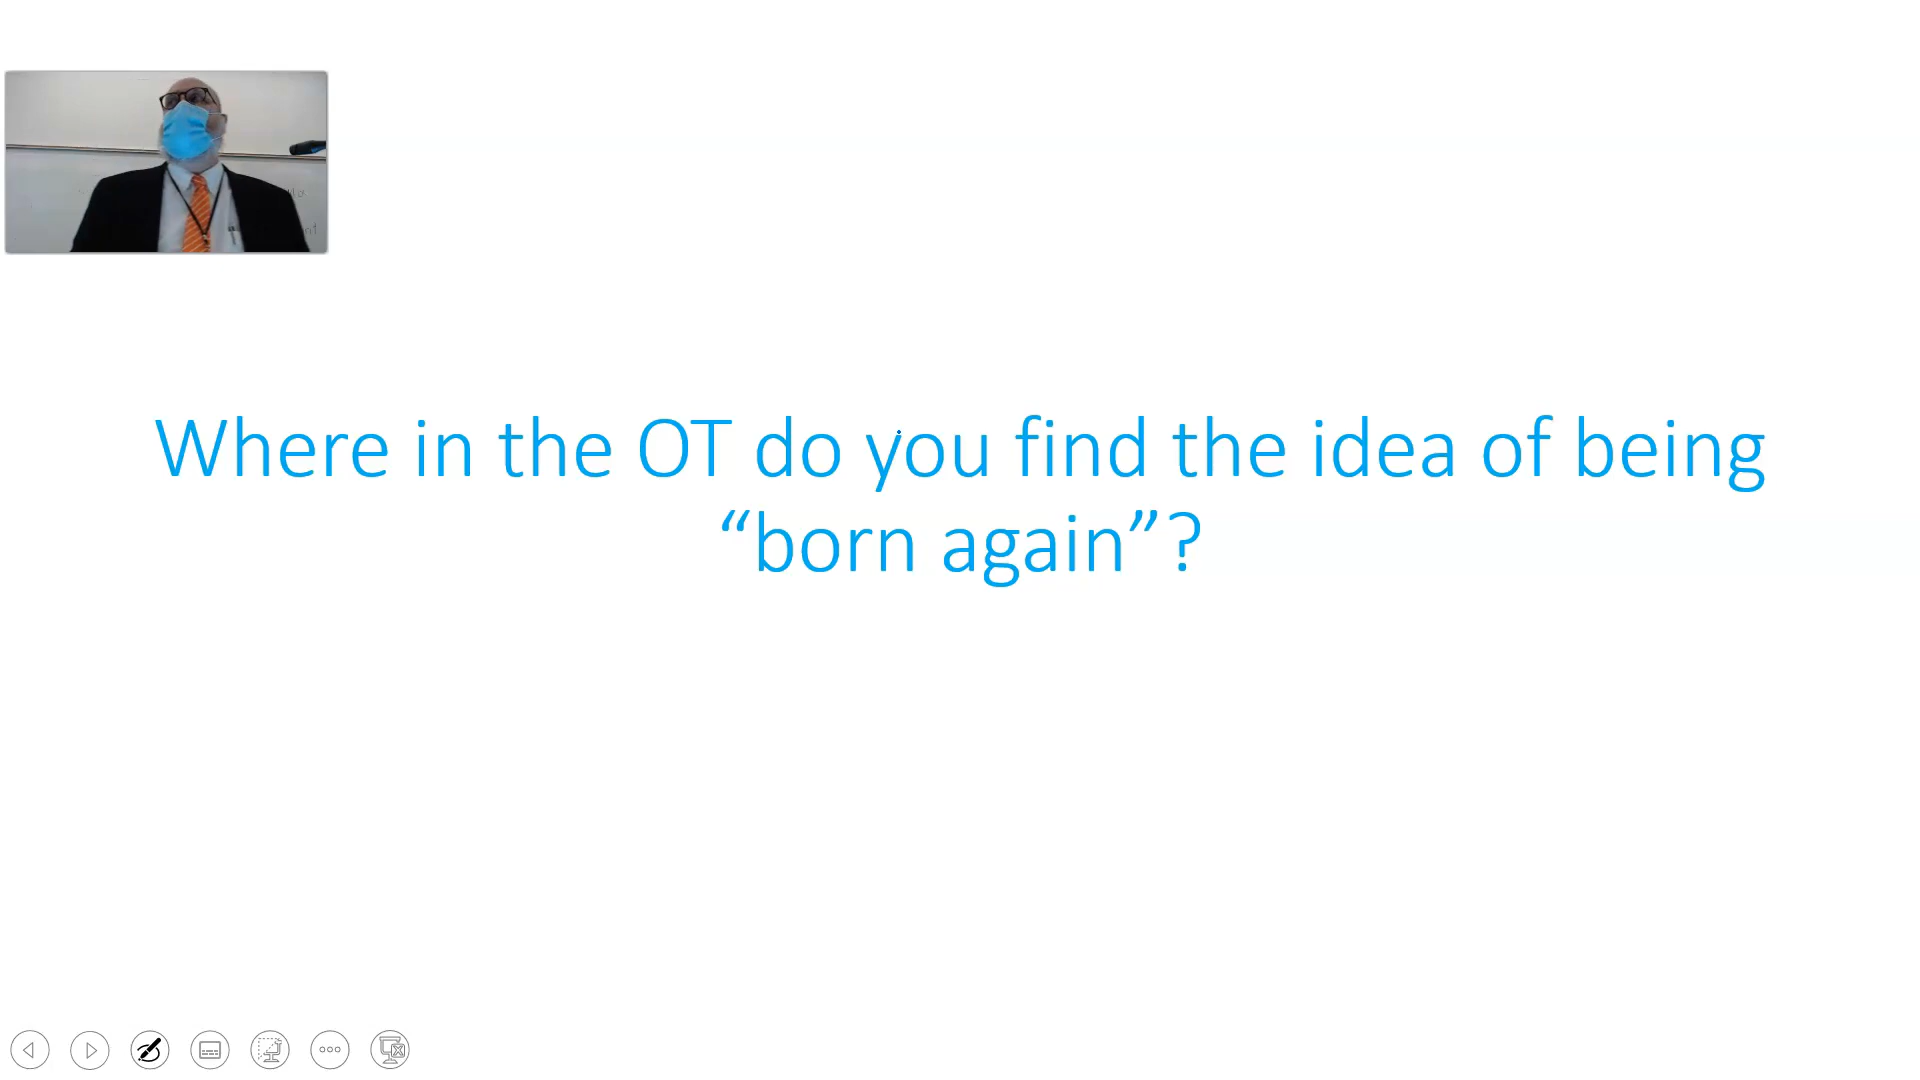 Where in the OT do you find the idea of being
“born again”?